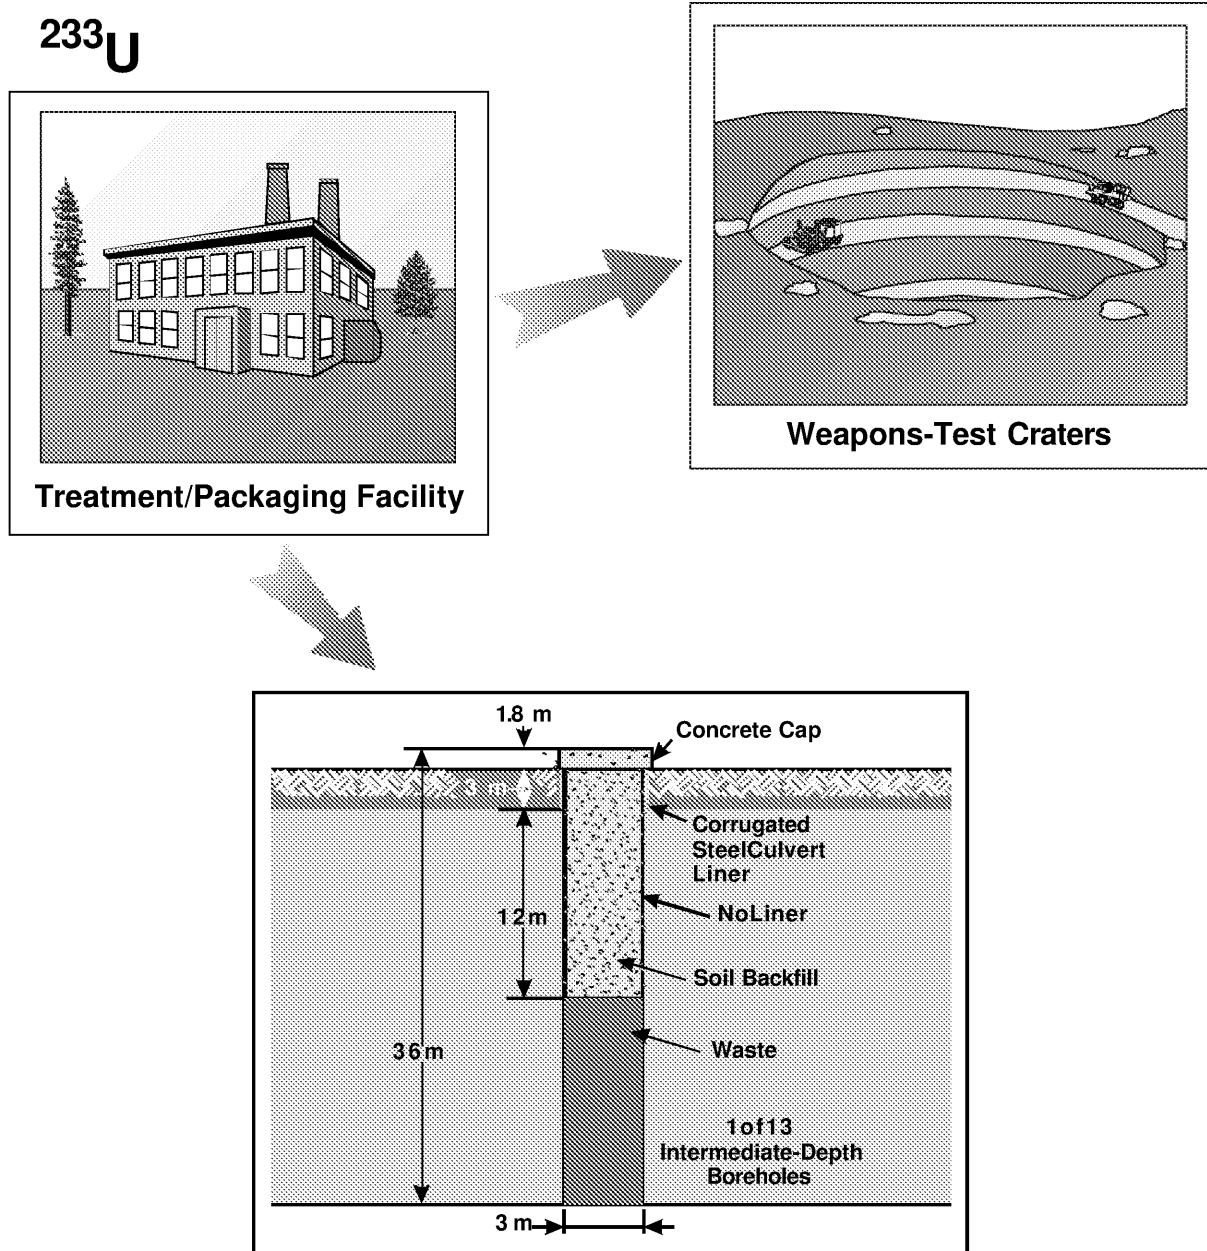 233U
Treatment/Packaging Facility
Weapons-Test Craters
1.8 m
Concrete Cap
3 m
Corrugated
SteelCulvert
Liner
12m
NoLiner
Soil Backfill
36m
Waste
1of13
Intermediate-Depth
Boreholes
3 m